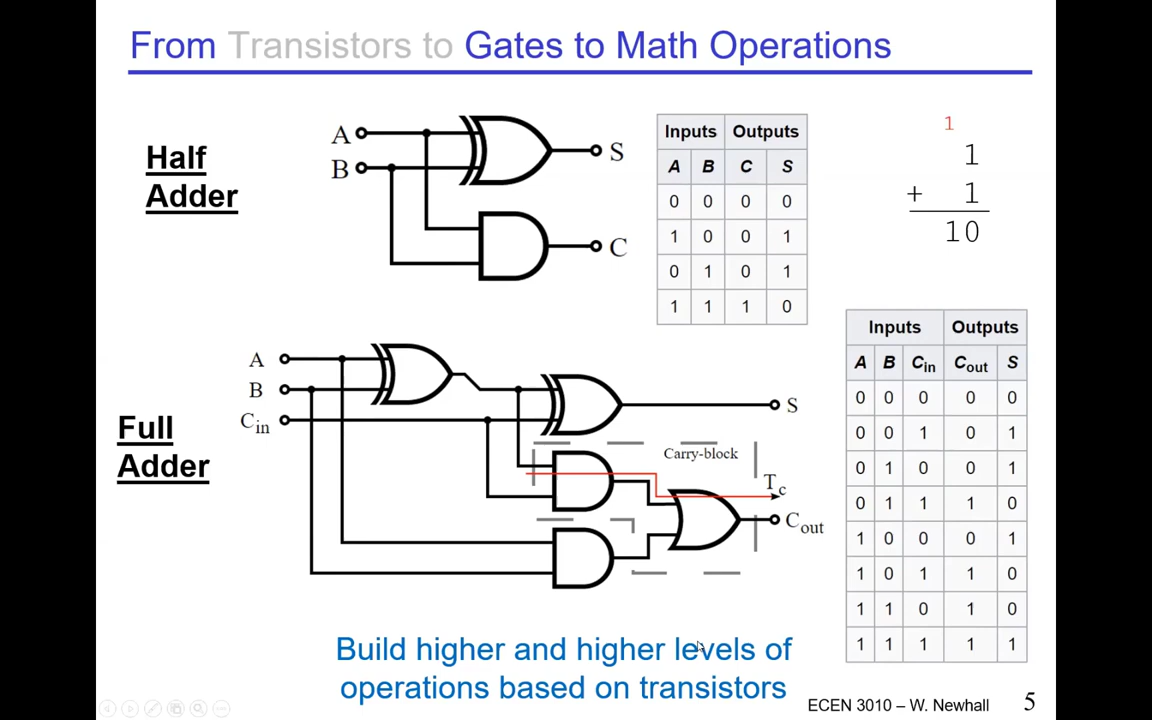 From Transistors to Gates to Math Operations
Half
Adder
A
B
S
C
Inputs Outputs
A B C S
0 0 0 0
1 0 0 1
0 1 0 1
1 1 1 0
1
1
+ 1
10
Full
Adder
A
B
Cin
S
Carry-block
Tc
Cout
Inputs Outputs
A B Cin Cout S
0 0 0 0 0
0 0 1 0 1
0 1 0 0 1
0 1 1 1 0
1 0 0 0 1
1 0 1 1 0
1 1 0 1 0
1 1 1 1 1
Build higher and higher levels of
operations based on transistors
ECEN 3010 – W. Newhall 5